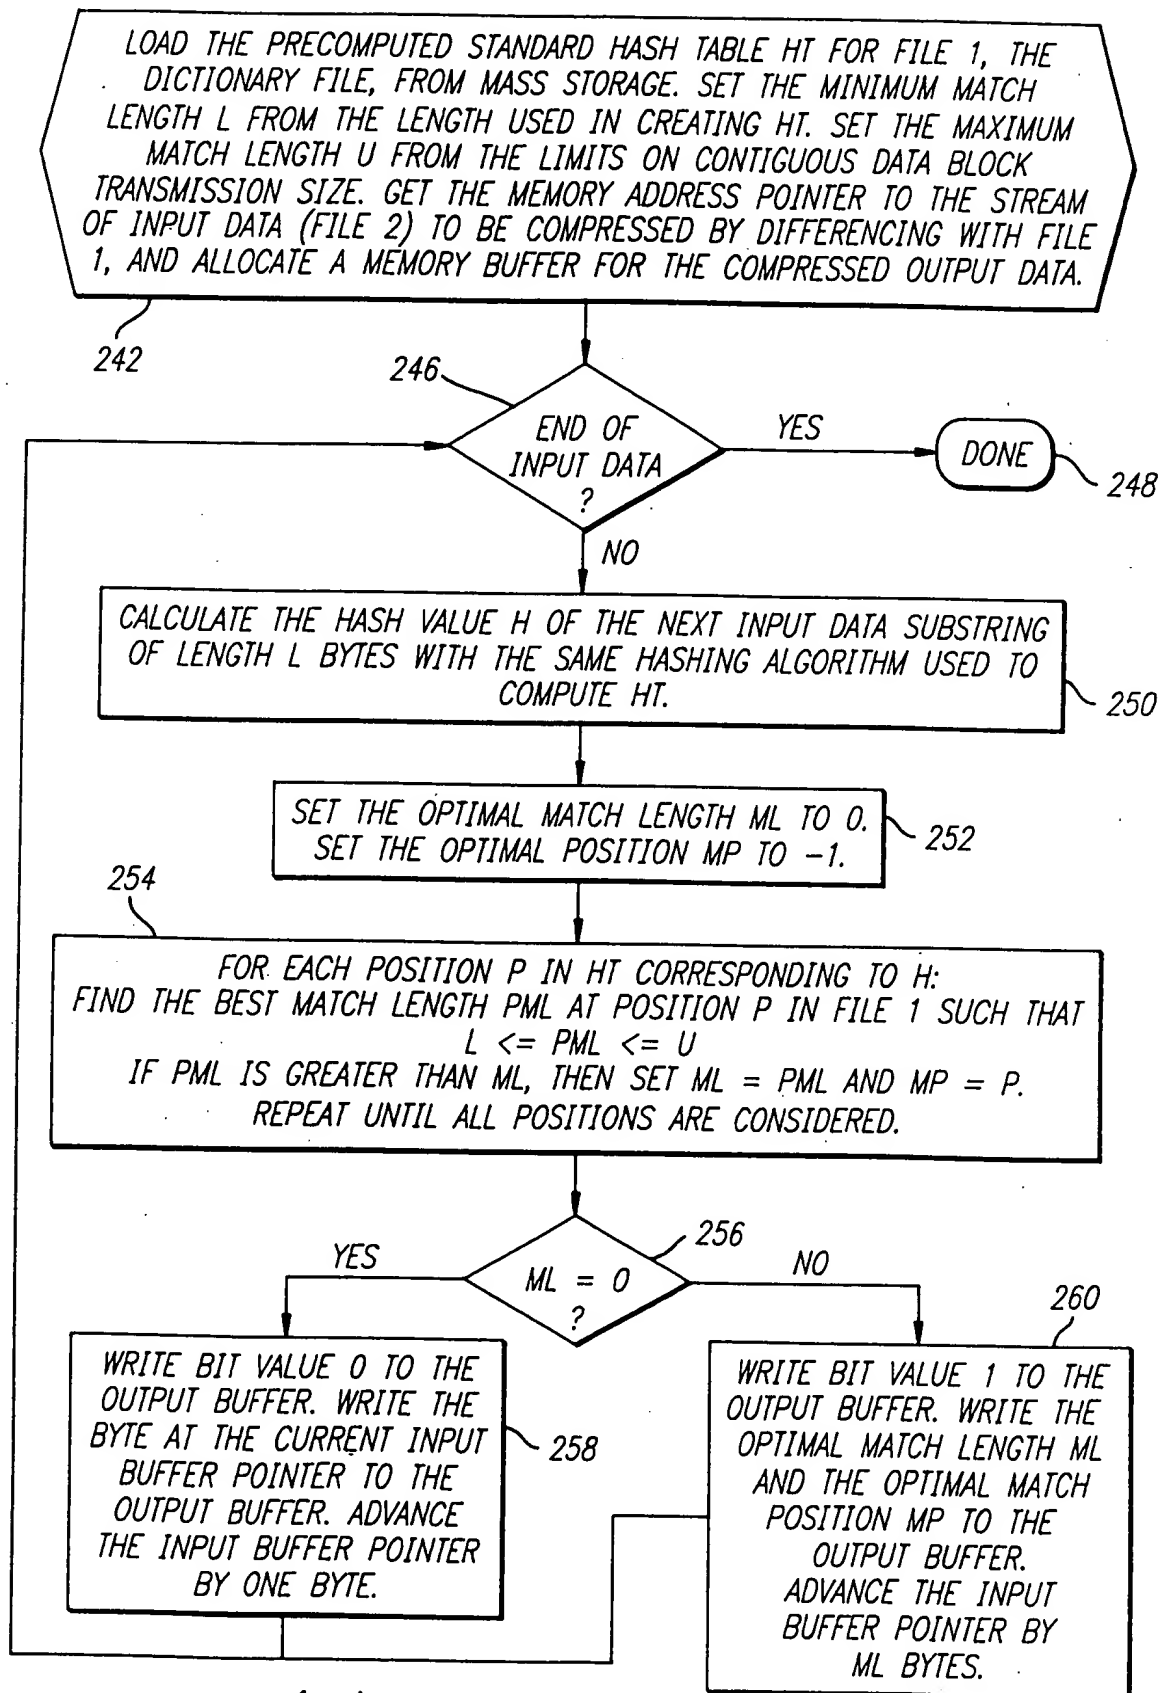 LOAD THE PRECOMPUTED STANDARD HASH TABLE HT FOR FILE 1, THE
DICTIONARY FILE, FROM MASS STORAGE. SET THE MINIMUM MATCH
LENGTH L FROM THE LENGTH USED IN CREATING HT. SET THE MAXIMUM
MATCH LENGTH U FROM THE LIMITS ON CONTIGUOUS DATA BLOCK
TRANSMISSION SIZE. GET THE MEMORY ADDRESS POINTER TO THE STREAM
OF INPUT DATA (FILE 2) TO BE COMPRESSED BY DIFFERENCING WITH FILE
1, AND ALLOCATE A MEMORY BUFFER FOR THE COMPRESSED OUTPUT DATA.
242
246
END OF
INPUT DATA
?
YES
DONE
248
NO
CALCULATE THE HASH VALUE H OF THE NEXT INPUT DATA SUBSTRING
OF LENGTH L BYTES WITH THE SAME HASHING ALGORITHM USED TO
COMPUTE HT.
250
SET THE OPTIMAL MATCH LENGTH ML TO 0.
SET THE OPTIMAL POSITION MP TO -1.
252
254
FOR EACH POSITION P IN HT CORRESPONDING TO H:
FIND THE BEST MATCH LENGTH PML AT POSITION P IN FILE 1 SUCH THAT
L <= PML <= U
IF PML IS GREATER THAN ML, THEN SET ML = PML AND MP = P.
REPEAT UNTIL ALL POSITIONS ARE CONSIDERED.
YES
ML = 0
?
256
NO
260
WRITE BIT VALUE 0 TO THE
OUTPUT BUFFER. WRITE THE
BYTE AT THE CURRENT INPUT
BUFFER POINTER TO THE
OUTPUT BUFFER. ADVANCE
THE INPUT BUFFER POINTER
BY ONE BYTE.
258
WRITE BIT VALUE 1 TO THE
OUTPUT BUFFER. WRITE THE
OPTIMAL MATCH LENGTH ML
AND THE OPTIMAL MATCH
POSITION MP TO THE
OUTPUT BUFFER.
ADVANCE THE INPUT
BUFFER POINTER BY
ML BYTES.